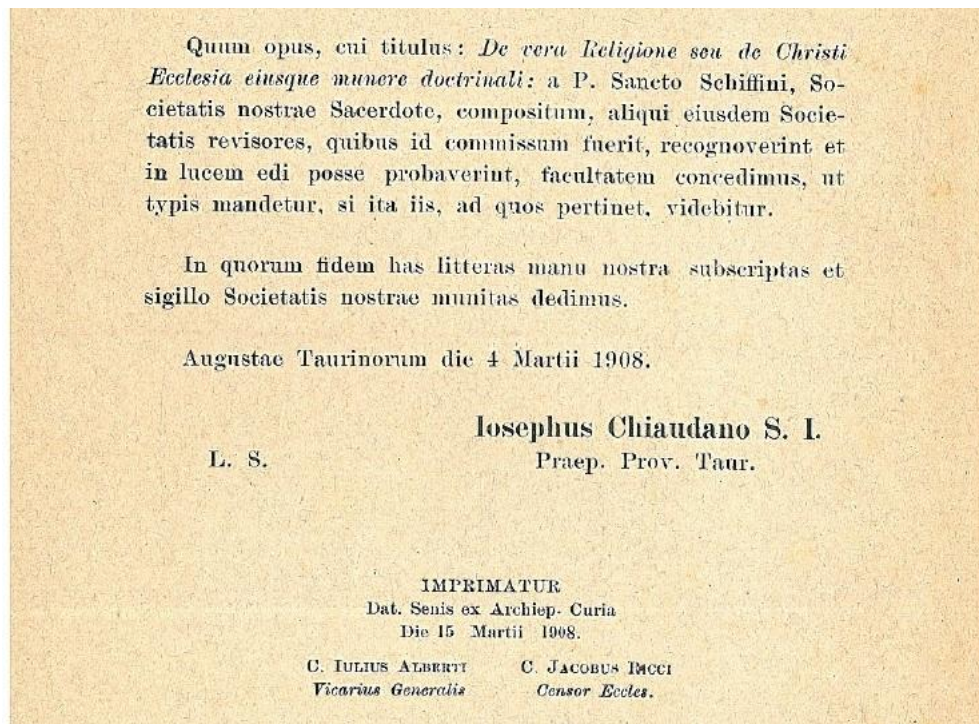 Quum opus, cui titulus: De vera Religione seu de Christi
Ecclesia eiusque munere doctrinali: a P. Sancto Schiffini, So-
cietatis nostrae Sacerdote, compositum, aliqui eiusdem Socie-
tatis revisores, quibus id commissum fuerit, recognoverint et
in lucem edi posse probaverint, facultatem concedimus, ut
typis mandetur, si ita iis, ad quos pertinet, videbitur.
In quorum fidem has litteras manu nostra subscriptas et
sigillo Societatis nostrae munitas dedimus.
Augustae Taurinorum die 4 Martii 1908.
Iosephus Chiaudano S. I.
L. S.
Praep. Prov. Taur.
IMPRIMATUR
Dat. Senis ex Archiep. Curia
Die 15 Martii 1908.
C. IULIUS ALBERTI
C. JACOBUS RICCI
Vicarius Generalis
Censor Eccles.